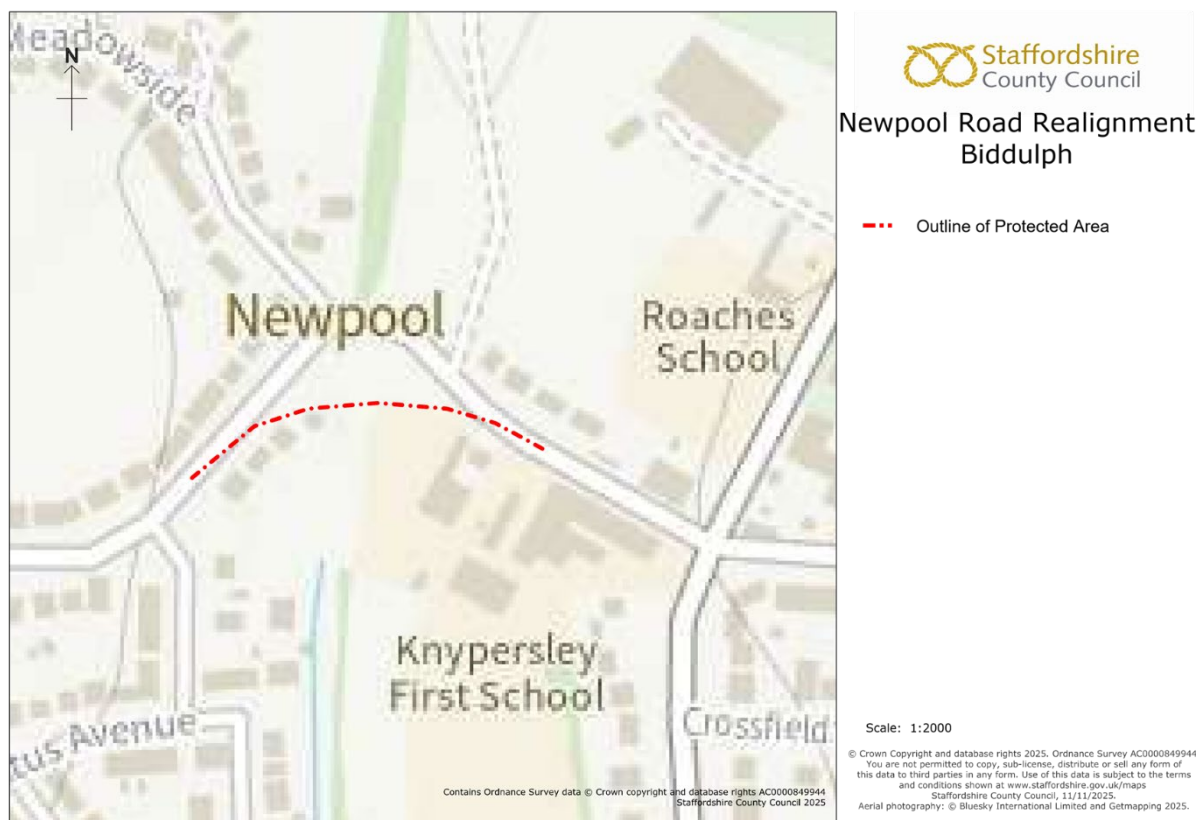 Meadowside
N
Newpool
Roaches
School
Knypersley
First School
tus Avenue
Crossfield
Contains Ordnance Survey data © Crown copyright and database rights AC0000849944
Staffordshire County Council 2025
Staffordshire
County Council
Newpool Road Realignment
Biddulph
Outline of Protected Area
Scale: 1:2000
© Crown Copyright and database rights 2025. Ordnance Survey AC0000849944
You are not permitted to copy, sub-license, distribute or sell any form of
this data to third parties in any form. Use of this data is subject to the terms
and conditions shown at www.staffordshire.gov.uk/maps
Staffordshire County Council, 11/11/2025.
Aerial photography: © Bluesky International Limited and Getmapping 2025.